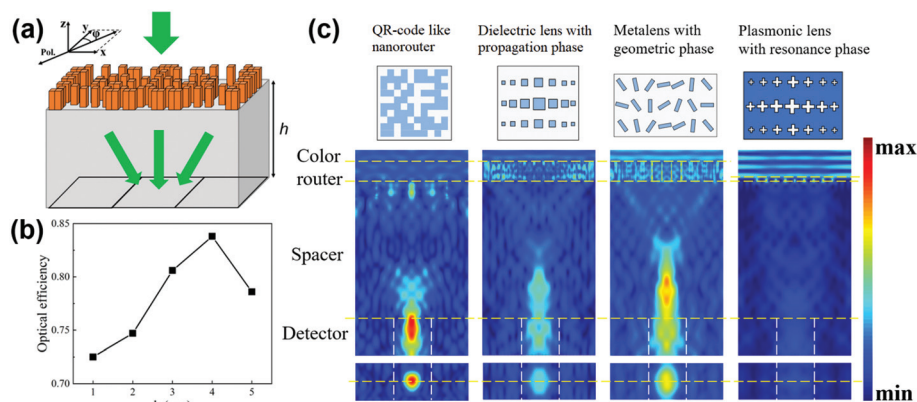 (a)
z
y
φ
Pol.
x
h
(b)
Optical efficiency
0.85
0.80
0.75
0.70
1 2 3 4 5
(c)
QR-code like
nanorouter
Dielectric lens with
propagation phase
Metalens with
geometric phase
Plasmonic lens
with resonance phase
Color
router
Spacer
Detector
max
min